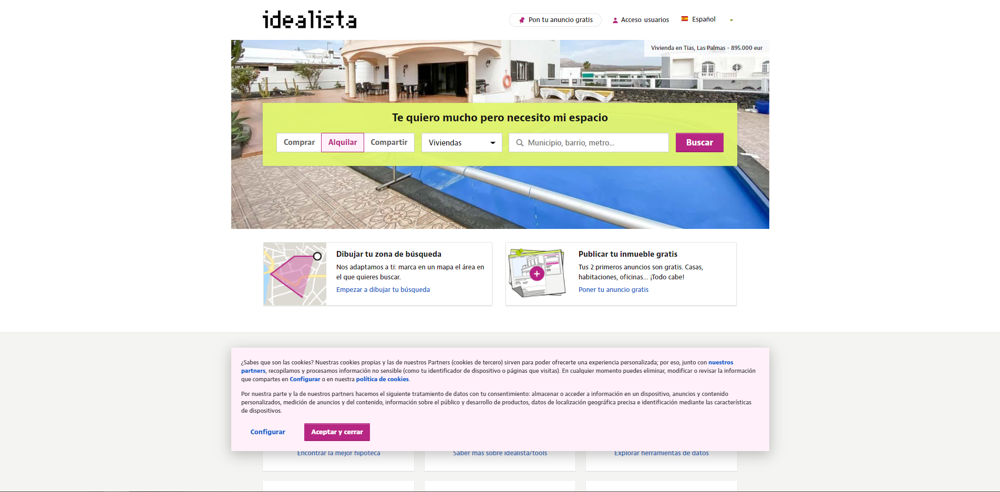 idealista
Pon tu anuncio gratis
Acceso usuarios
Español
Vivienda en Tias, Las Palmas - 895.000 eur
Te quiero mucho pero necesito mi espacio
Comprar Alquilar Compartir Viviendas Municipio, barrio, metro... Buscar
Dibujar tu zona de búsqueda
Nos adaptamos a ti: marca en un mapa el área en
el que quieres buscar.
Empezar a dibujar tu búsqueda
Publicar tu inmueble gratis
Tus 2 primeros anuncios son gratis. Casas,
habitaciones, oficinas... ¡Todo cabe!
Poner tu anuncio gratis
¿Sabes que son las cookies? Nuestras cookies propias y las de nuestros Partners (cookies de tercero) sirven para poder ofrecerte una experiencia personalizada; por eso, junto con nuestros
partners, recopilamos y procesamos información no sensible (como tu identificador de dispositivo o páginas que visitas). En cualquier momento puedes eliminar, modificar o revisar la información
que compartes en Configurar o en nuestra política de cookies.
Por nuestra parte y la de nuestros partners hacemos el siguiente tratamiento de datos con tu consentimiento: almacenar o acceder a información en un dispositivo, anuncios y contenido
personalizados, medición de anuncios y del contenido, información sobre el público y desarrollo de productos, datos de localización geográfica precisa e identificación mediante las características
de dispositivos.
Configurar Aceptar y cerrar
Encontrar la mejor hipoteca
Saber más sobre idealista/tools
Explorar herramientas de datos